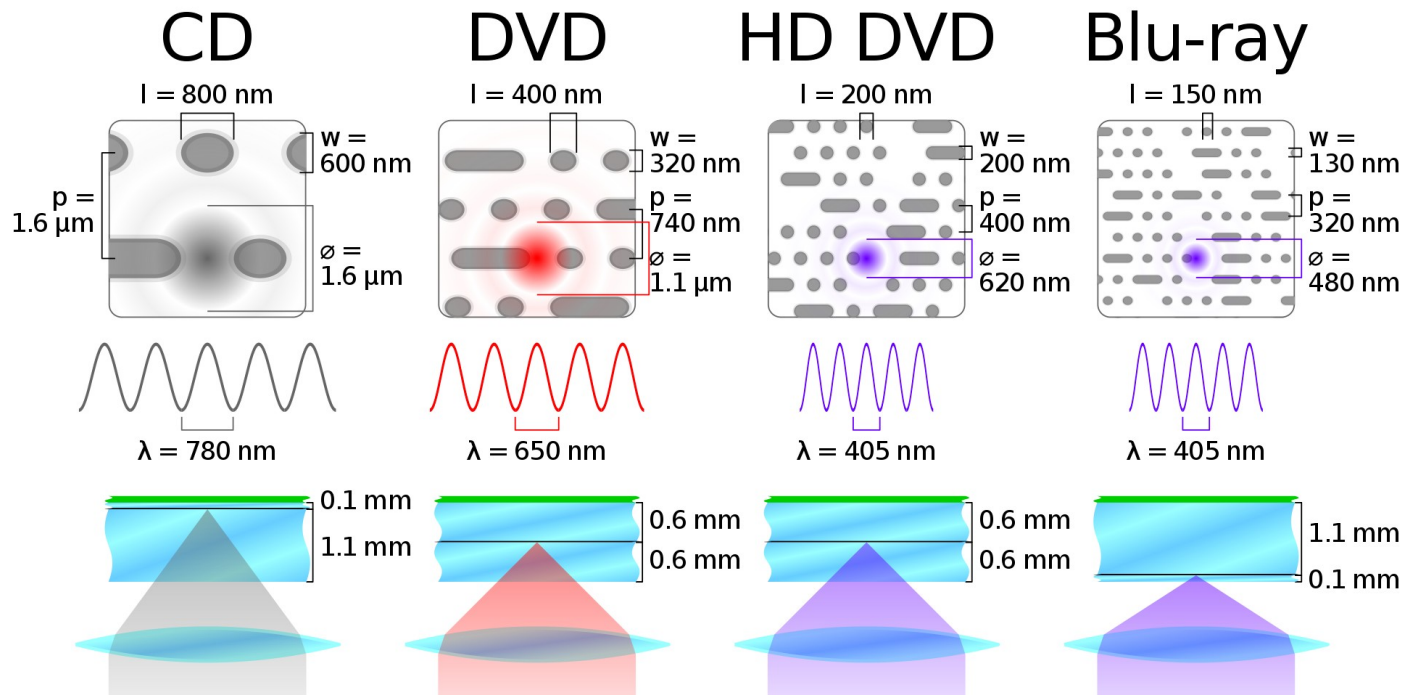 CD
l = 800 nm
w =
600 nm
p =
1.6 µm
⌀ =
1.6 µm
λ = 780 nm
0.1 mm
1.1 mm
DVD
l = 400 nm
w =
320 nm
p =
740 nm
⌀ =
1.1 µm
λ = 650 nm
0.6 mm
0.6 mm
HD DVD
l = 200 nm
w =
200 nm
p =
400 nm
⌀ =
620 nm
λ = 405 nm
0.6 mm
0.6 mm
Blu-ray
l = 150 nm
w =
130 nm
p =
320 nm
⌀ =
480 nm
λ = 405 nm
1.1 mm
0.1 mm